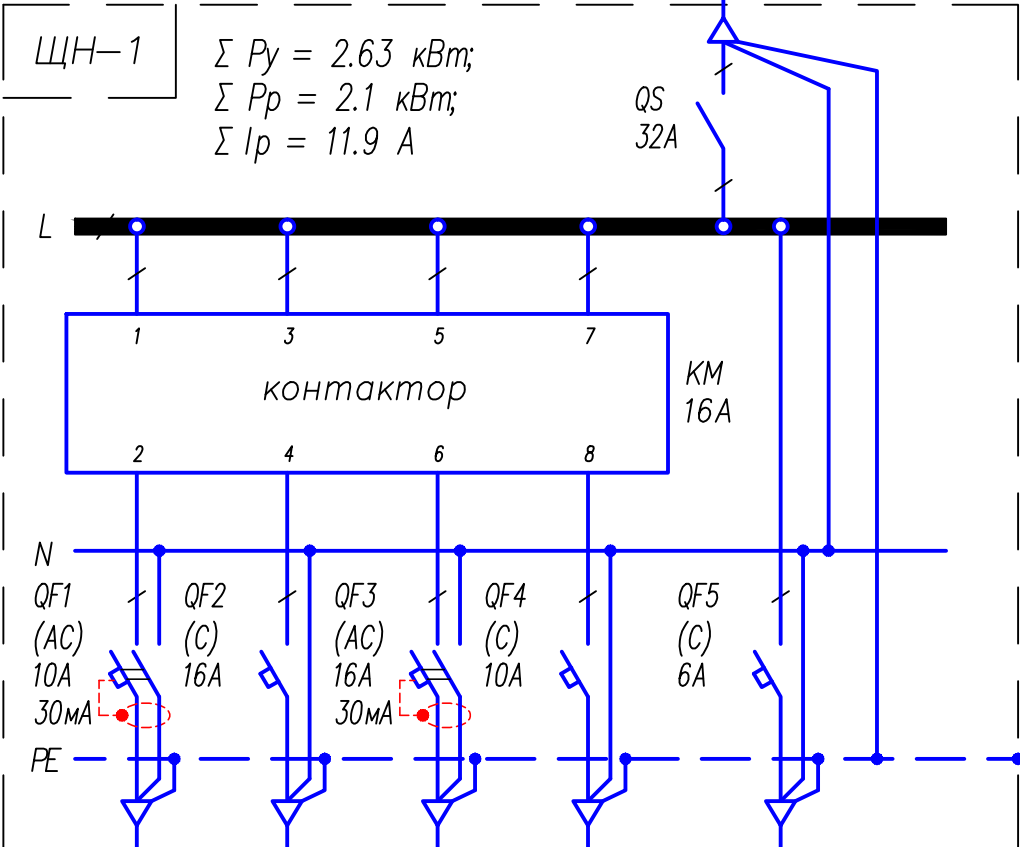 ЩН-1
Σ Ру = 2.63 кВт;
Σ Рр = 2.1 кВт;
Σ Iр = 11.9 А
QS
32А
L
1 3 5 7
контактор
КМ
16А
2 4 6 8
N
QF1
(АС)
10А
30мА
QF2
(С)
16А
QF3
(АС)
16А
30мА
QF4
(С)
10А
QF5
(С)
6А
PE